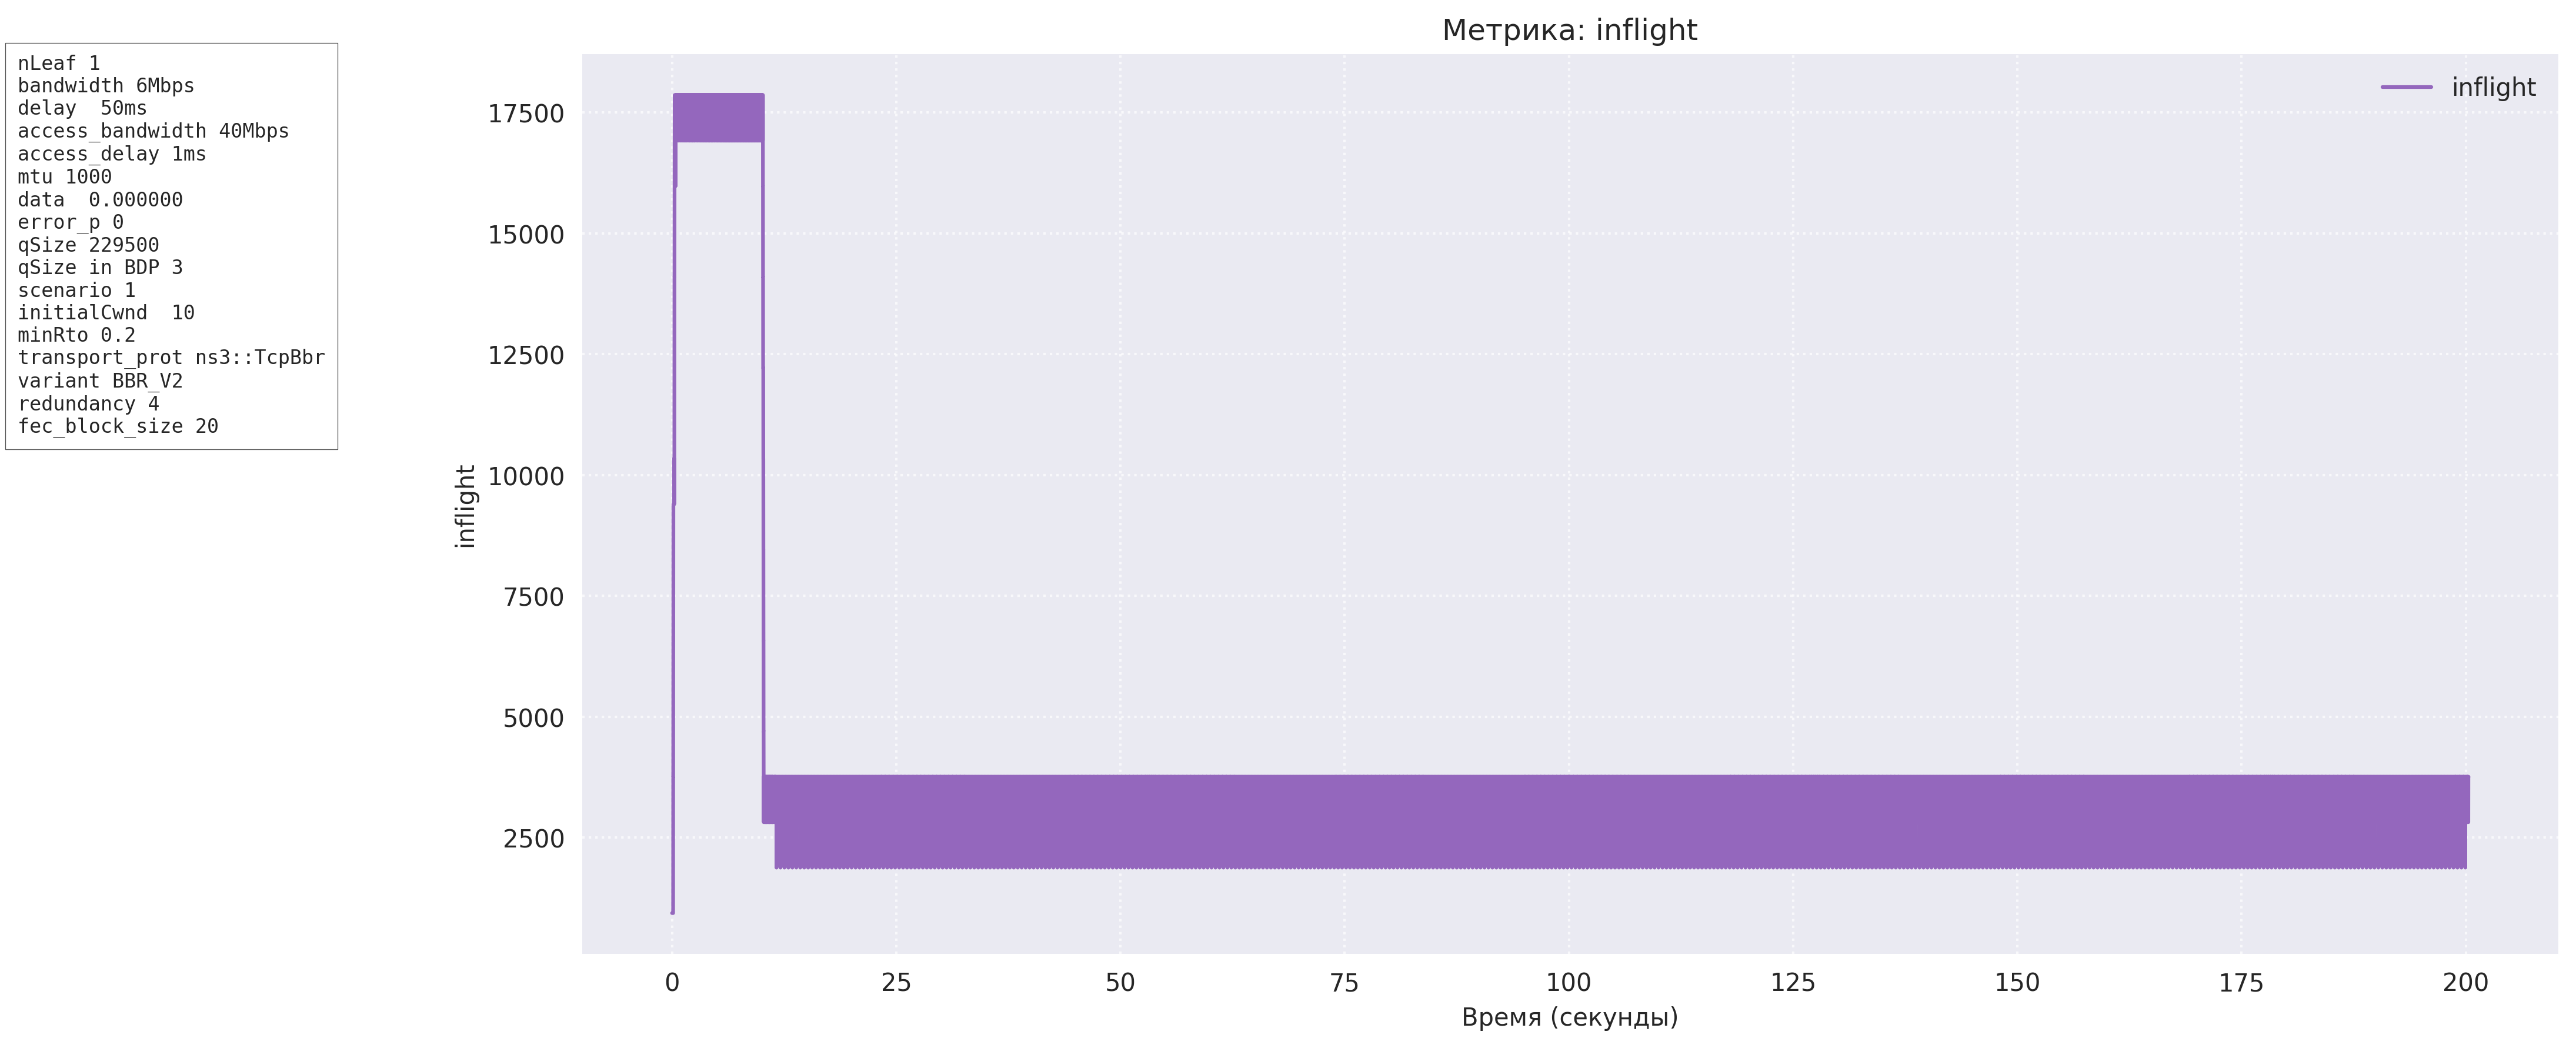 Метрика: inflight
nLeaf 1
bandwidth 6Mbps
delay  50ms
access_bandwidth 40Mbps
access_delay 1ms
mtu 1000
data  0.000000
error_p 0
qSize 229500
qSize in BDP 3
scenario 1
initialCwnd  10
minRto 0.2
transport_prot ns3::TcpBbr
variant BBR_V2
redundancy 4
fec_block_size 20
inflight
17500
15000
12500
10000
7500
5000
2500
inflight
0 25 50 75 100 125 150 175 200
Время (секунды)